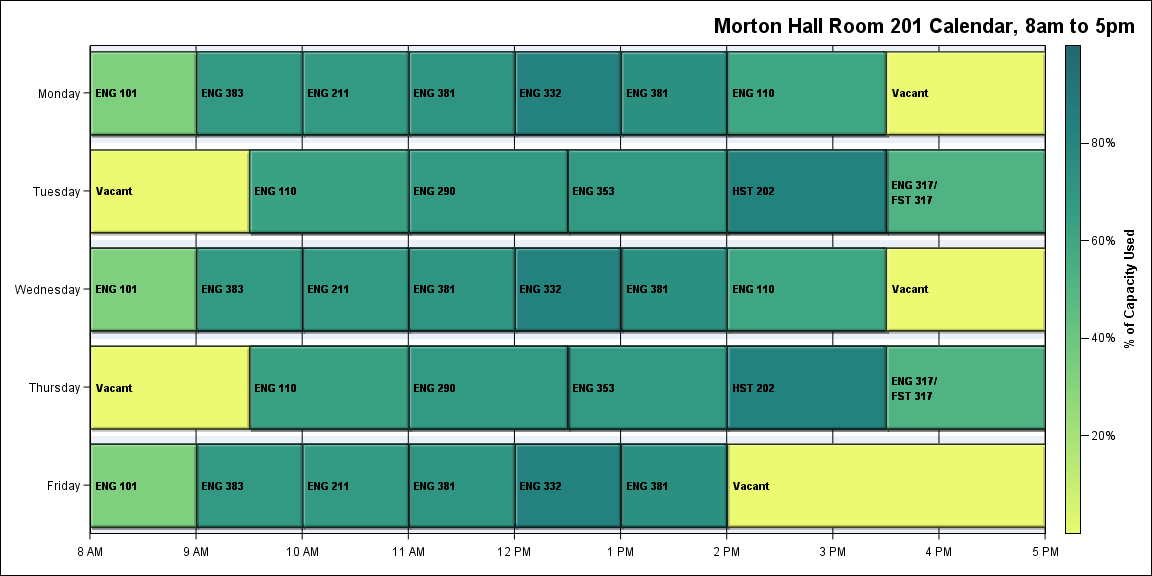 Morton Hall Room 201 Calendar, 8am to 5pm
Monday
ENG 101
ENG 383
ENG 211
ENG 381
ENG 332
ENG 381
ENG 110
Vacant
Tuesday
Vacant
ENG 110
ENG 290
ENG 353
HST 202
ENG 317/
FST 317
Wednesday
ENG 101
ENG 383
ENG 211
ENG 381
ENG 332
ENG 381
ENG 110
Vacant
Thursday
Vacant
ENG 110
ENG 290
ENG 353
HST 202
ENG 317/
FST 317
Friday
ENG 101
ENG 383
ENG 211
ENG 381
ENG 332
ENG 381
Vacant
8 AM
9 AM
10 AM
11 AM
12 PM
1 PM
2 PM
3 PM
4 PM
5 PM
80%
60%
40%
20%
% of Capacity Used